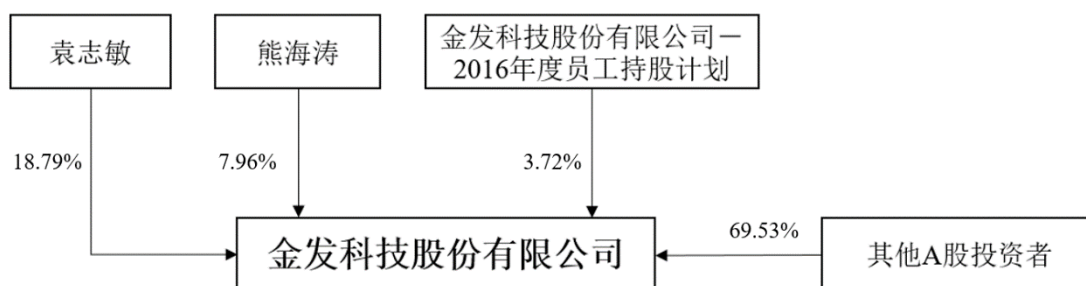 袁志敏
熊海涛
金发科技股份有限公司－
2016年度员工持股计划
18.79%
7.96%
3.72%
69.53%
金发科技股份有限公司
其他A股投资者